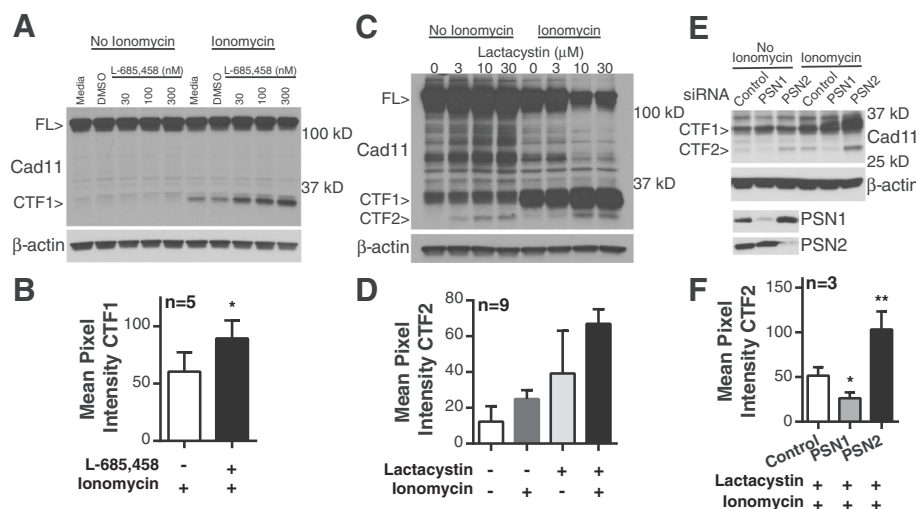 A
No Ionomycin
Ionomycin
L-685,458 (nM)
L-685,458 (nM)
Media
DMSO
30
100
300
Media
DMSO
30
100
300
FL>
100 kD
Cad11
37 kD
CTF1>
β-actin
B
n=5
*
Mean Pixel
Intensity CTF1
100
50
0
L-685,458
-
+
Ionomycin
+
+
C
No Ionomycin
Ionomycin
Lactacystin (μM)
0 3 10 30 0 3 10 30
FL>
100 kD
Cad11
37 kD
CTF1>
CTF2>
β-actin
D
n=9
Mean Pixel
Intensity CTF2
80
60
40
20
0
Lactacystin
- - + +
Ionomycin
- + - +
E
No
Ionomycin
Ionomycin
siRNA
Control
PSN1
PSN2
Control
PSN1
PSN2
37 kD
CTF1>
Cad11
CTF2>
25 kD
β-actin
PSN1
PSN2
F
n=3
**
*
Mean Pixel
Intensity CTF2
150
100
50
0
Control
PSN1
PSN2
Lactacystin
+ + +
Ionomycin
+ + +